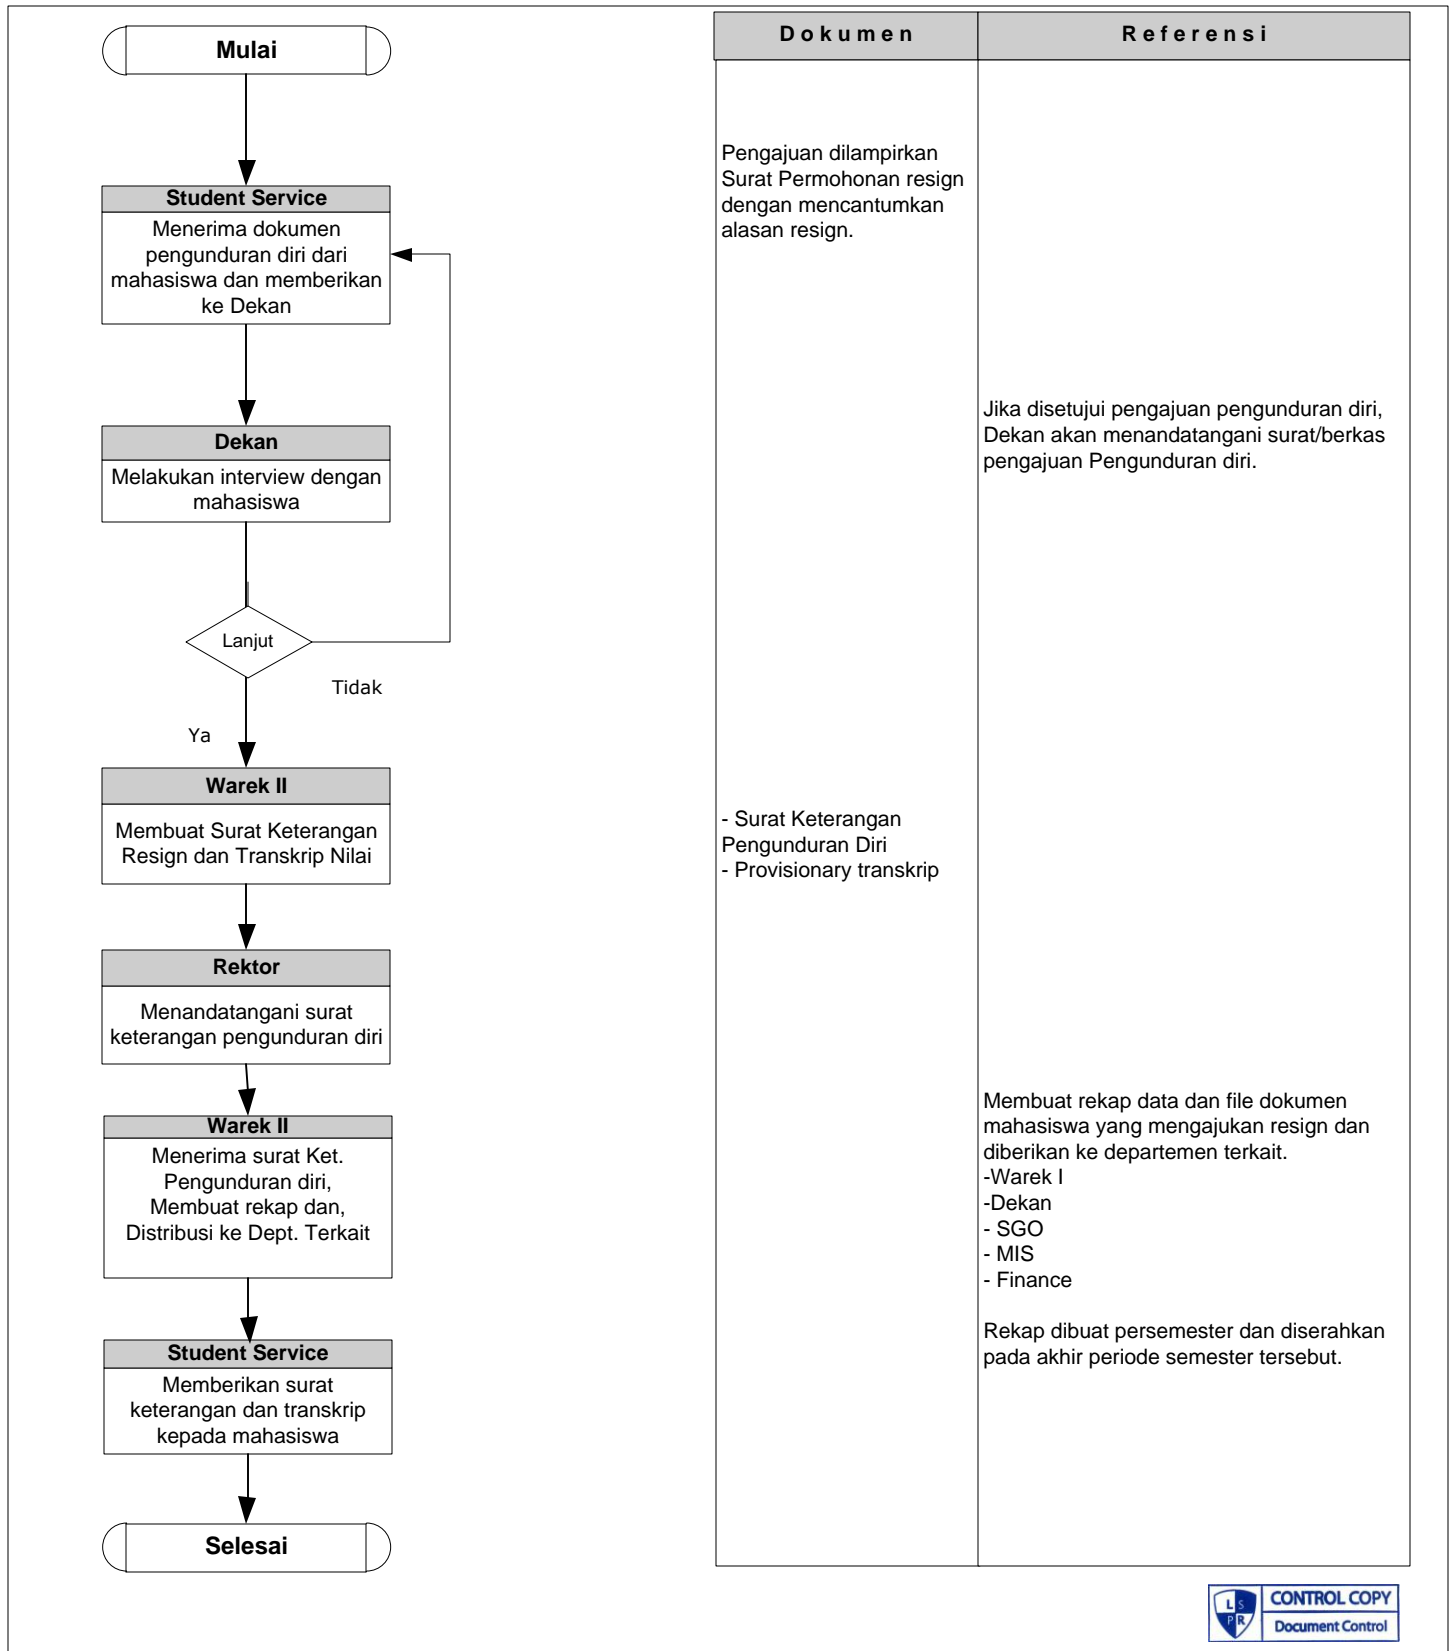 Mulai
Student Service
Menerima dokumen
pengunduran diri dari
mahasiswa dan memberikan
ke Dekan
Dekan
Melakukan interview dengan
mahasiswa
Lanjut
Tidak
Ya
Warek II
Membuat Surat Keterangan
Resign dan Transkrip Nilai
Rektor
Menandatangani surat
keterangan pengunduran diri
Warek II
Menerima surat Ket.
Pengunduran diri,
Membuat rekap dan,
Distribusi ke Dept. Terkait
Student Service
Memberikan surat
keterangan dan transkrip
kepada mahasiswa
Selesai
Dokumen
Pengajuan dilampirkan
Surat Permohonan resign
dengan mencantumkan
alasan resign.
- Surat Keterangan
Pengunduran Diri
- Provisionary transkrip
Referensi
Jika disetujui pengajuan pengunduran diri,
Dekan akan menandatangani surat/berkas
pengajuan Pengunduran diri.
Membuat rekap data dan file dokumen
mahasiswa yang mengajukan resign dan
diberikan ke departemen terkait.
-Warek I
-Dekan
- SGO
- MIS
- Finance
Rekap dibuat persemester dan diserahkan
pada akhir periode semester tersebut.
L S
P R
CONTROL COPY
Document Control